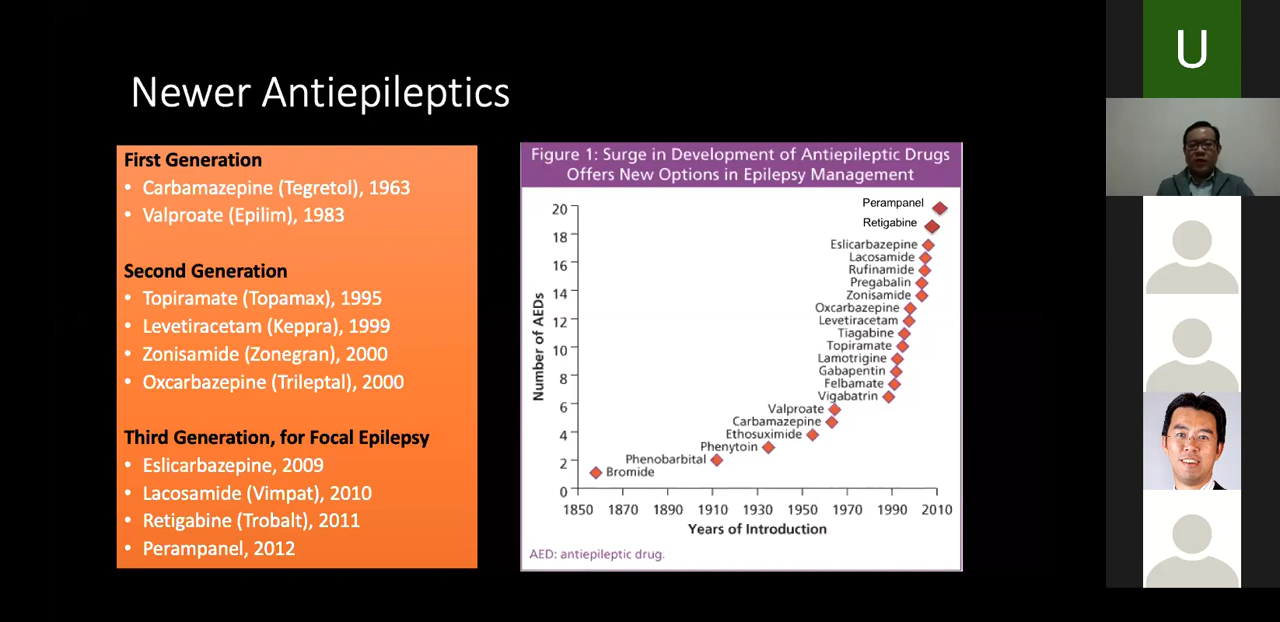 Newer Antiepileptics
First Generation
• Carbamazepine (Tegretol), 1963
• Valproate (Epilim), 1983
Second Generation
• Topiramate (Topamax), 1995
• Levetiracetam (Keppra), 1999
• Zonisamide (Zonegran), 2000
• Oxcarbazepine (Trileptal), 2000
Third Generation, for Focal Epilepsy
• Eslicarbazepine, 2009
• Lacosamide (Vimpat), 2010
• Retigabine (Trobalt), 2011
• Perampanel, 2012
Figure 1: Surge in Development of Antiepileptic Drugs
Offers New Options in Epilepsy Management
Number of AEDs
20
18
16
14
12
10
8
6
4
2
0
Perampanel
Retigabine
Eslicarbazepine
Lacosamide
Rufinamide
Pregabalin
Zonisamide
Oxcarbazepine
Levetiracetam
Tiagabine
Topiramate
Lamotrigine
Gabapentin
Felbamate
Vigabatrin
Valproate
Carbamazepine
Ethosuximide
Phenytoin
Phenobarbital
Bromide
1850 1870 1890 1910 1930 1950 1970 1990 2010
Years of Introduction
AED: antiepileptic drug.
U